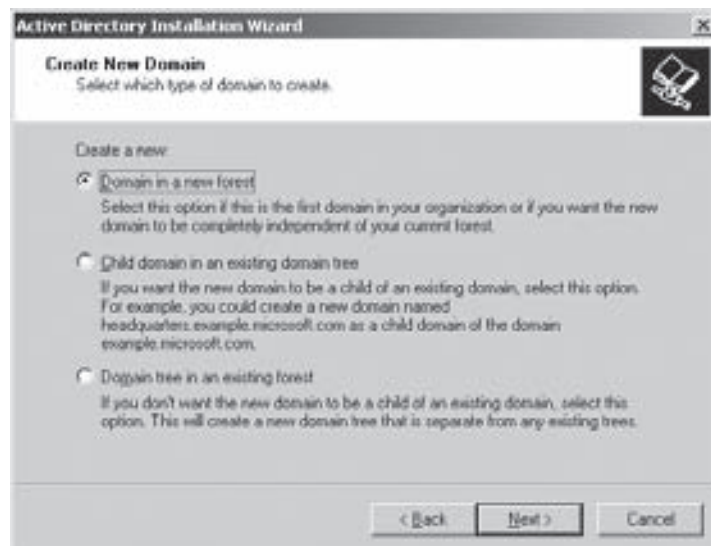 Active Directory Installation Wizard
Create New Domain
Select which type of domain to create.
Create a new:
Domain in a new forest
Select this option if this is the first domain in your organization or if you want the new
domain to be completely independent of your current forest.
Child domain in an existing domain tree
If you want the new domain to be a child of an existing domain, select this option.
For example, you could create a new domain named
headquarters.example.microsoft.com as a child domain of the domain
example.microsoft.com.
Domain tree in an existing forest
If you don't want the new domain to be a child of an existing domain, select this
option. This will create a new domain tree that is separate from any existing trees.
< Back Next > Cancel